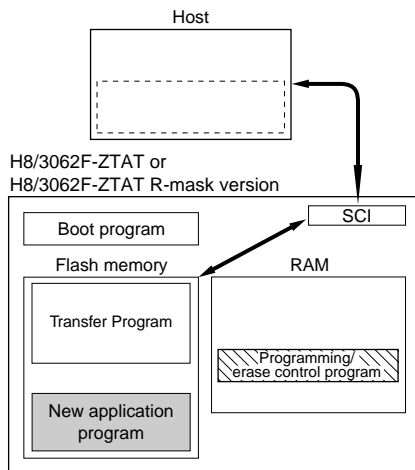 Host
H8/3062F-ZTAT or
H8/3062F-ZTAT R-mask version
SCI
Boot program
Flash memory
RAM
Transfer Program
Programming/
erase control program
New application
program